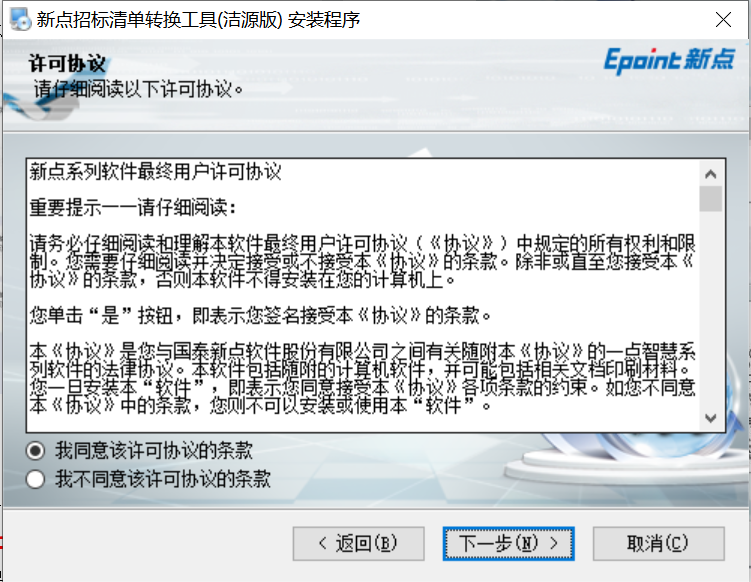 新点招标清单转换工具(洁源版) 安装程序
许可协议
请仔细阅读以下许可协议。
Epoint 新点
新点系列软件最终用户许可协议
重要提示——请仔细阅读：
请务必仔细阅读和理解本软件最终用户许可协议（《协议》）中规定的所有权利和限
制。您需要仔细阅读并决定接受或不接受本《协议》的条款。除非或直至您接受本《
协议》的条款，否则本软件不得安装在您的计算机上。
您单击“是”按钮，即表示您签名接受本《协议》的条款。
本《协议》是您与国泰新点软件股份有限公司之间有关随附本《协议》的一点智慧系
列软件的法律协议。本软件包括随附的计算机软件，并可能包括相关文档印刷材料。
您一旦安装本“软件”，即表示您同意接受本《协议》各项条款的约束。如您不同意
本《协议》中的条款，您则不可以安装或使用本“软件”。
我同意该许可协议的条款
我不同意该许可协议的条款
< 返回(B)
下一步(N) >
取消(C)